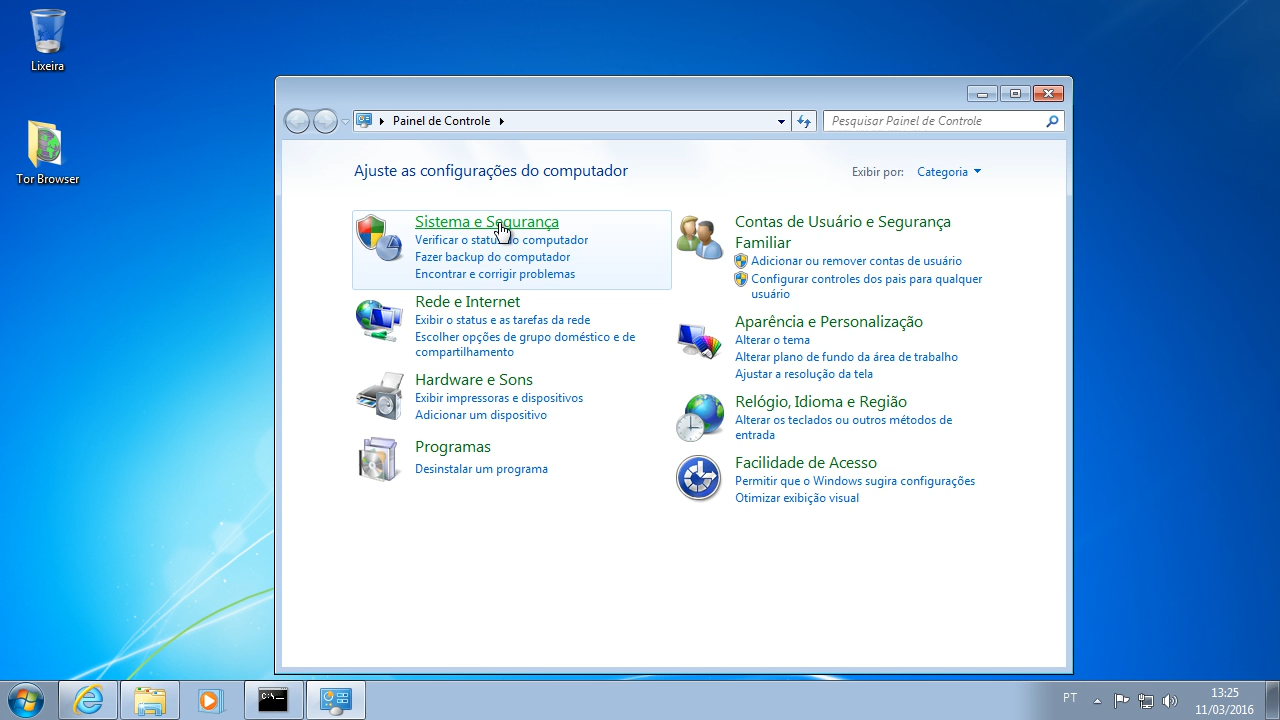 Lixeira
Tor Browser
Painel de Controle
Pesquisar Painel de Controle
Ajuste as configurações do computador
Exibir por:
Categoria
Sistema e Segurança
Verificar o status do computador
Fazer backup do computador
Encontrar e corrigir problemas
Rede e Internet
Exibir o status e as tarefas da rede
Escolher opções de grupo doméstico e de
compartilhamento
Hardware e Sons
Exibir impressoras e dispositivos
Adicionar um dispositivo
Programas
Desinstalar um programa
Contas de Usuário e Segurança
Familiar
Adicionar ou remover contas de usuário
Configurar controles dos pais para qualquer
usuário
Aparência e Personalização
Alterar o tema
Alterar plano de fundo da área de trabalho
Ajustar a resolução da tela
Relógio, Idioma e Região
Alterar os teclados ou outros métodos de
entrada
Facilidade de Acesso
Permitir que o Windows sugira configurações
Otimizar exibição visual
C:\
PT
13:25
11/03/2016